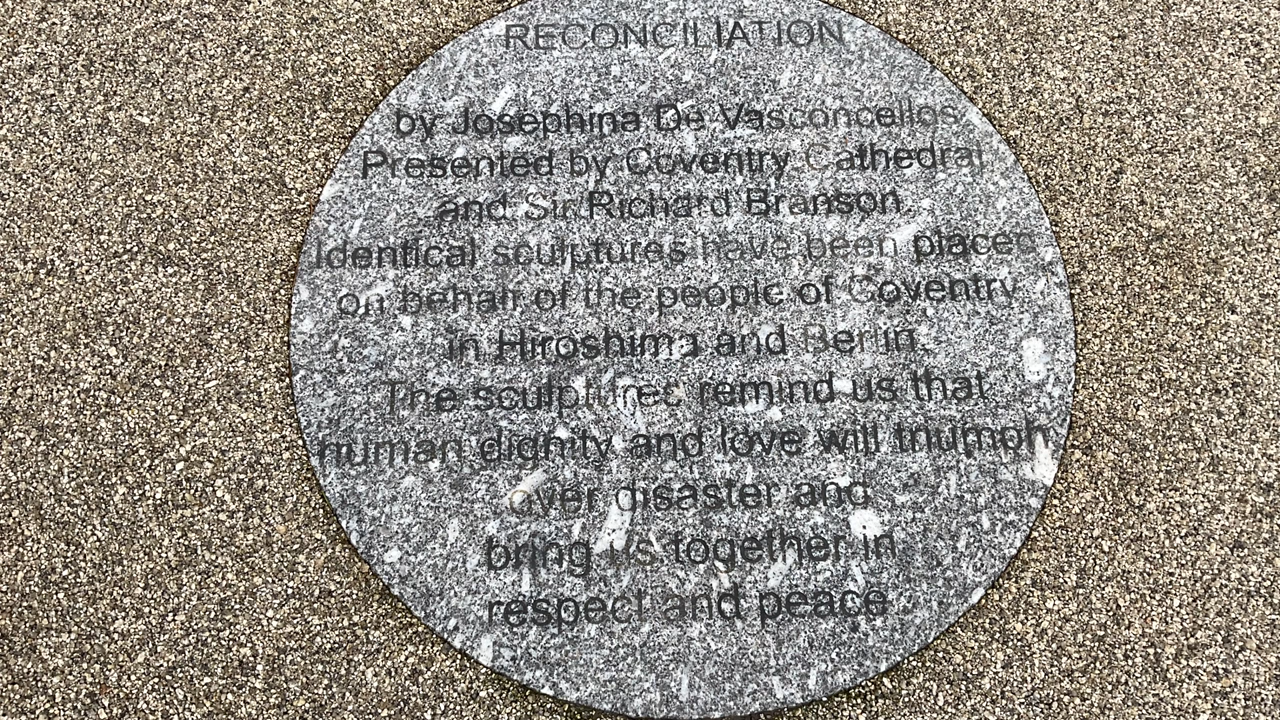 RECONCILIATION
by Josephina De Vasconcellos
Presented by Coventry Cathedral
and Sir Richard Branson.
Identical sculptures have been placed
on behalf of the people of Coventry
in Hiroshima and Berlin.
The sculptures remind us that
human dignity and love will triumph
over disaster and
bring us together in
respect and peace